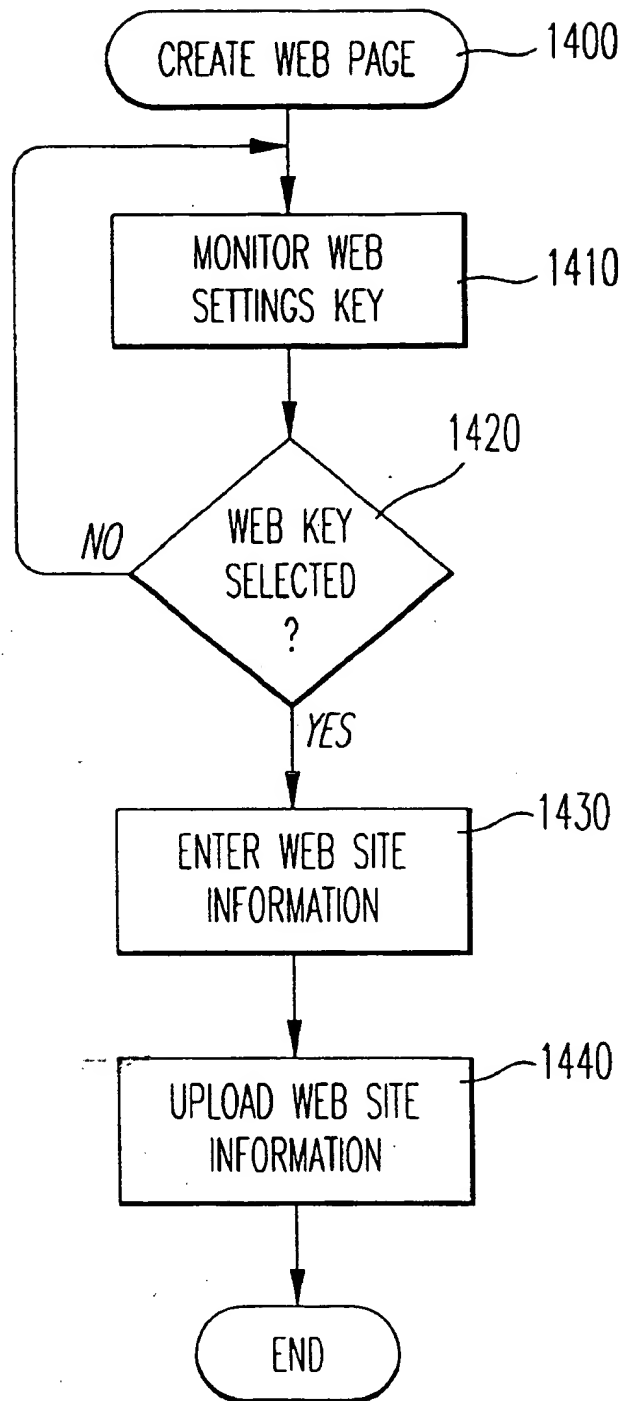 CREATE WEB PAGE
1400
MONITOR WEB
SETTINGS KEY
1410
1420
WEB KEY
SELECTED
?
NO
YES
1430
ENTER WEB SITE
INFORMATION
1440
UPLOAD WEB SITE
INFORMATION
END